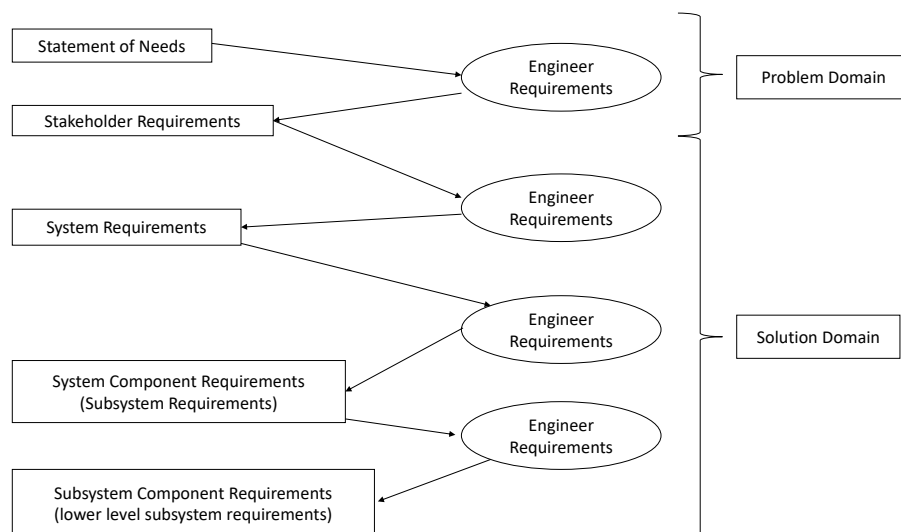 Statement of Needs
Engineer
Requirements
Problem Domain
Stakeholder Requirements
Engineer
Requirements
System Requirements
Engineer
Requirements
Solution Domain
System Component Requirements
(Subsystem Requirements)
Engineer
Requirements
Subsystem Component Requirements
(lower level subsystem requirements)